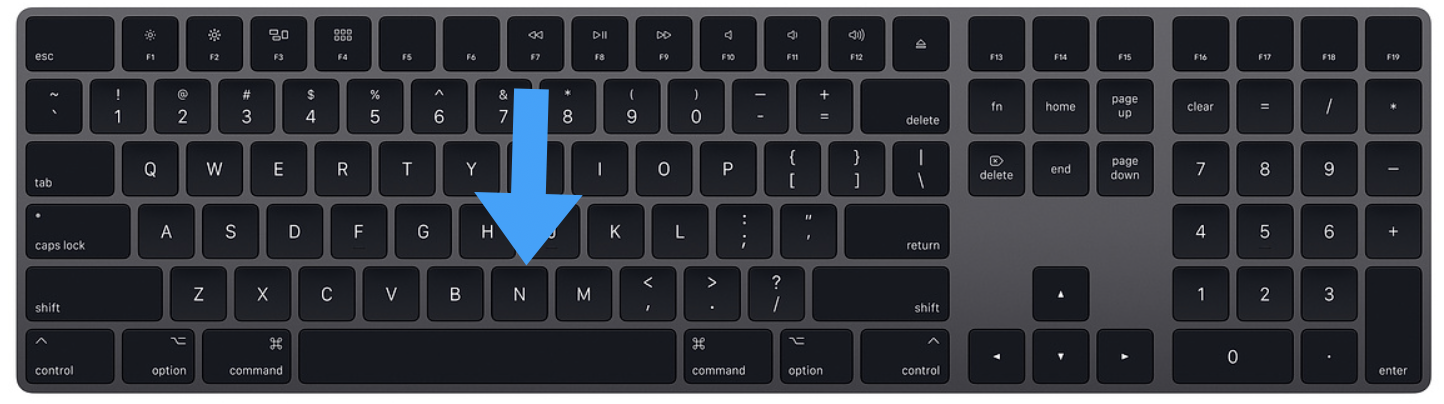 esc F1 F2 F3 F4 F5 F6 F7 F8 F9 F10 F11 F12 F13 F14 F15 F16 F17 F18 F19
~ ! @ # $ % ^ & * ( ) — +
` 1 2 3 4 5 6 7 8 9 0 - = delete fn home page up clear = / *
tab Q W E R T Y I O P { [ } ] | \ delete end page down 7 8 9 −
caps lock A S D F G H K L : ; " ' return 4 5 6 +
shift Z X C V B N M < , > . ? / shift 1 2 3
control option ⌘ command ⌘ command option control 0 . enter